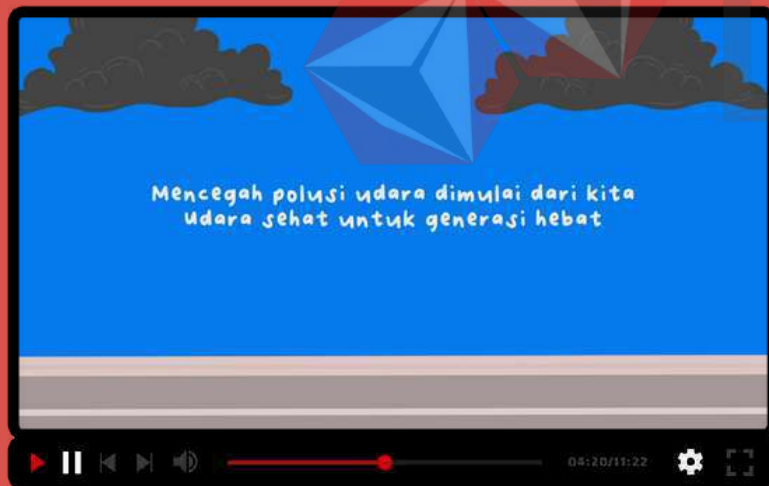 Mencegah polusi udara dimulai dari kita
udara sehat untuk generasi hebat
04:20/11:22